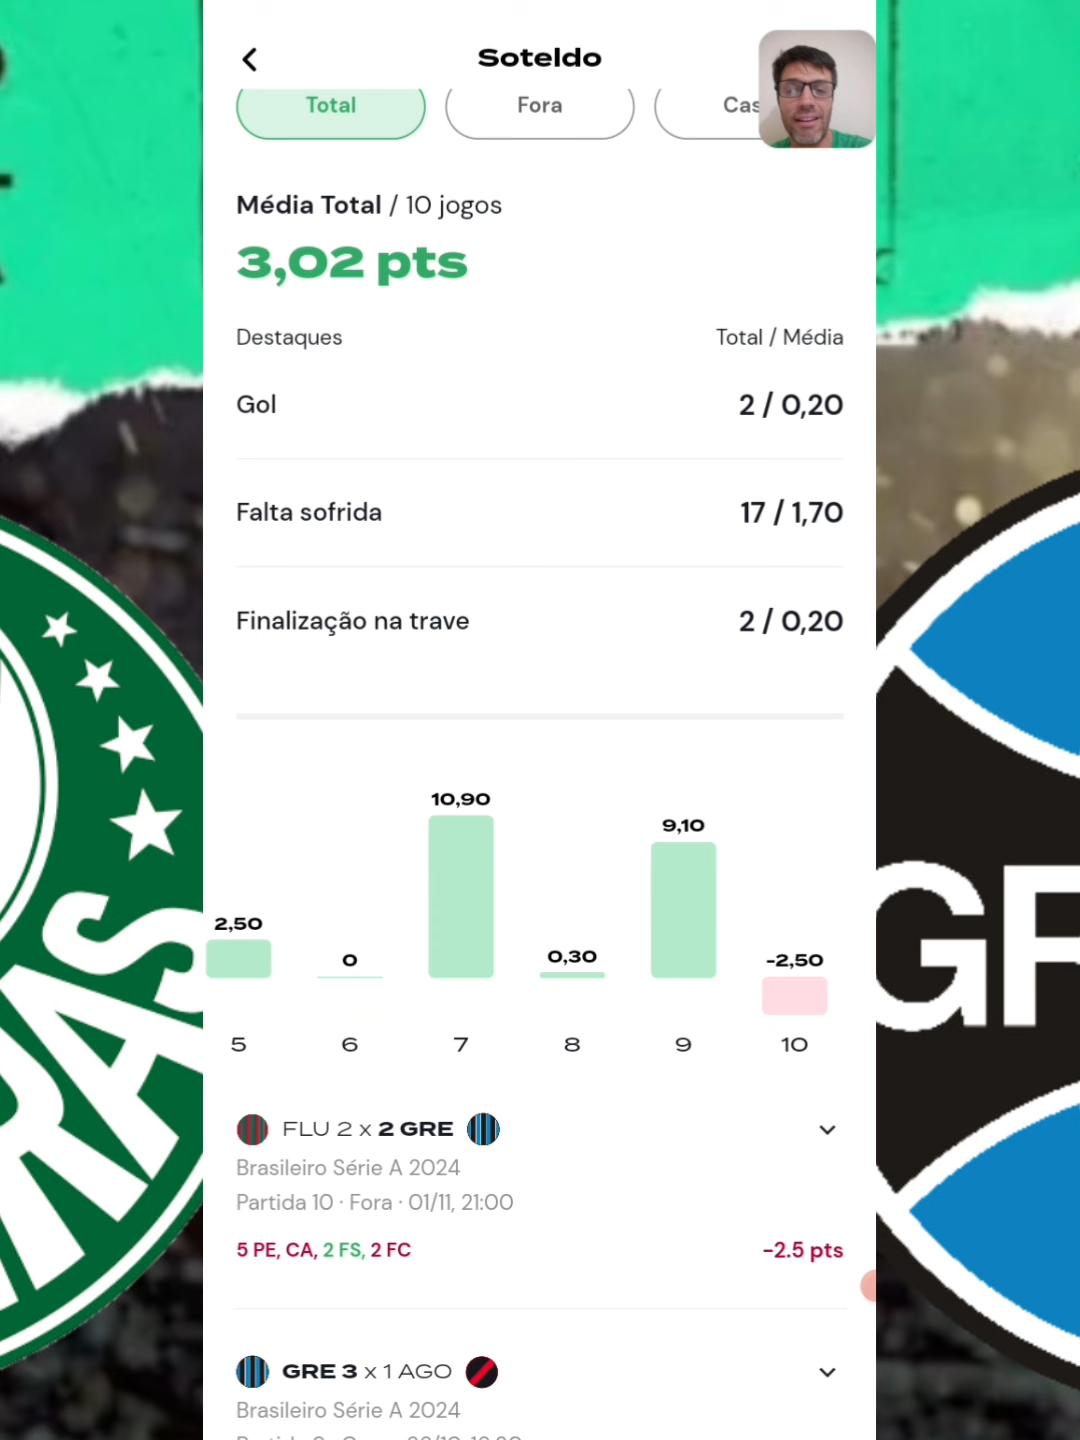 Soteldo
Total
Fora
Cas
Média Total / 10 jogos
3,02 pts
Destaques
Total / Média
Gol
2 / 0,20
Falta sofrida
17 / 1,70
Finalização na trave
2 / 0,20
2,50
0
10,90
0,30
9,10
-2,50
5
6
7
8
9
10
FLU 2 x 2 GRE
Brasileiro Série A 2024
Partida 10 · Fora · 01/11, 21:00
5 PE, CA, 2 FS, 2 FC
-2.5 pts
GRE 3 x 1 AGO
Brasileiro Série A 2024